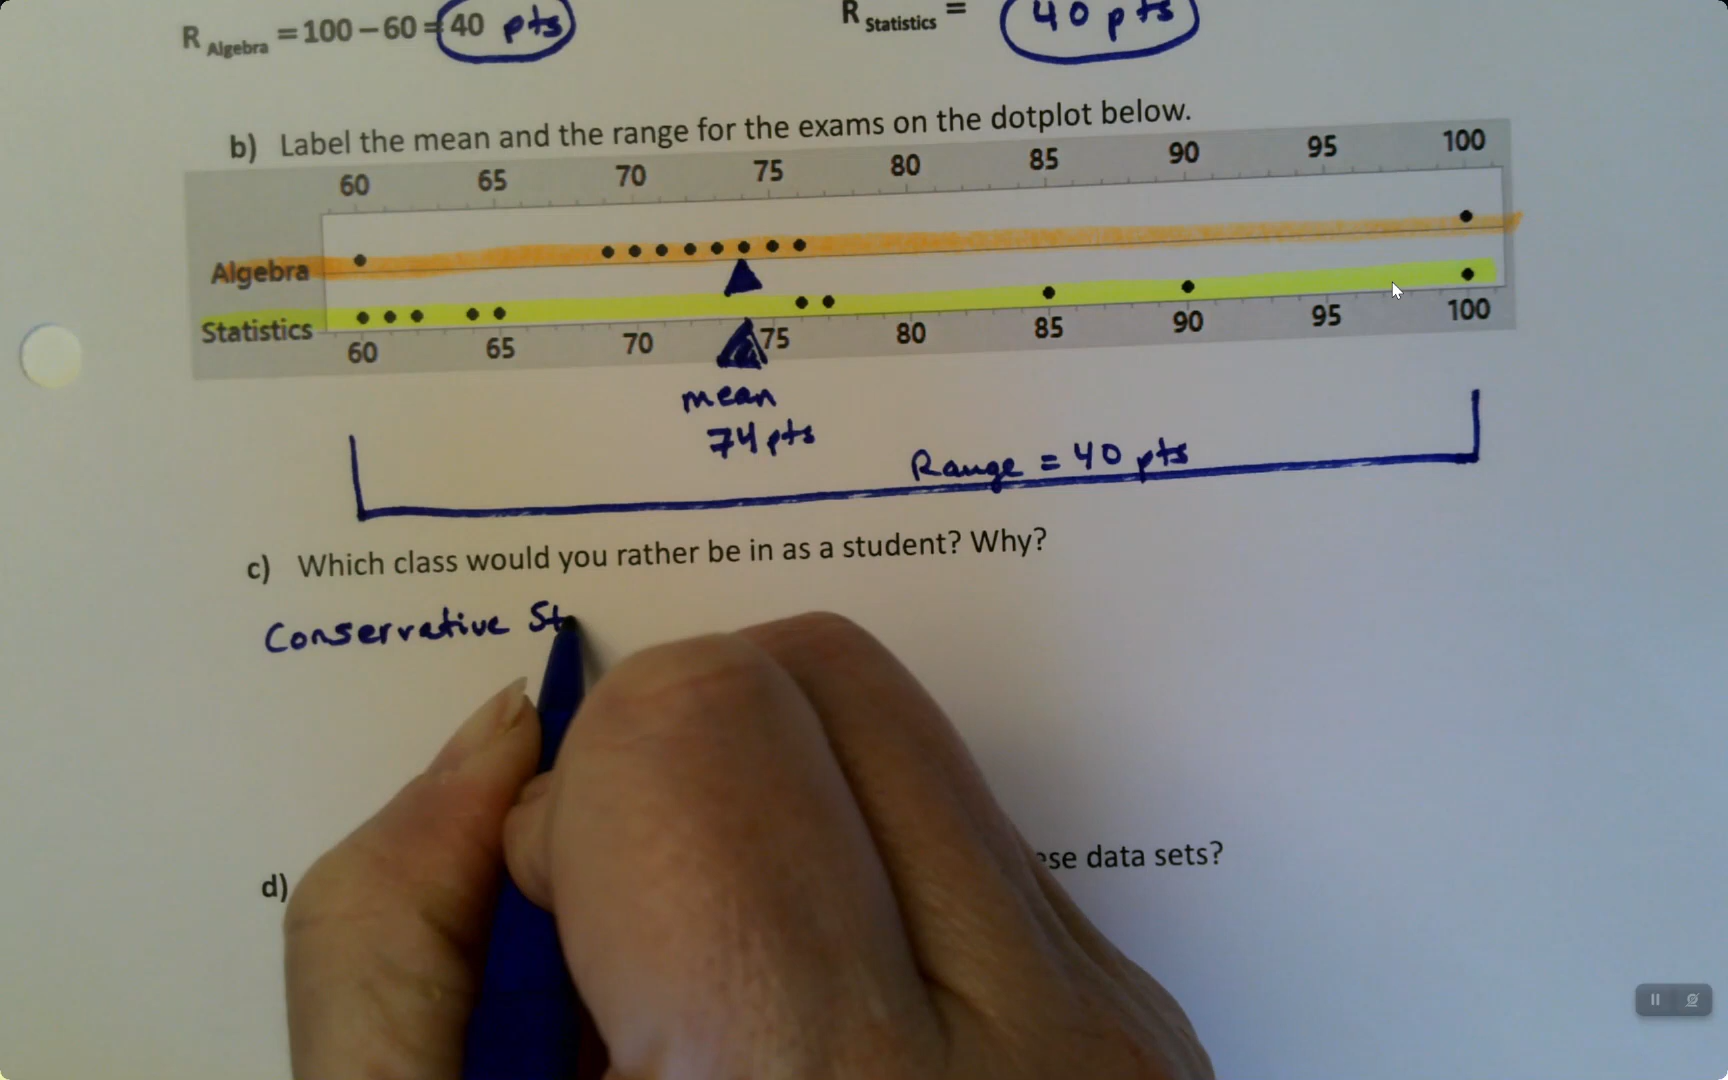 R Algebra = 100 – 60 = 40 pts
R Statistics = 40 pts
b) Label the mean and the range for the exams on the dotplot below.
60 65 70 75 80 85 90 95 100
Algebra
Statistics
60 65 70 75 80 85 90 95 100
mean
74 pts
Range = 40 pts
c) Which class would you rather be in as a student? Why?
Conservative St
d) data sets?